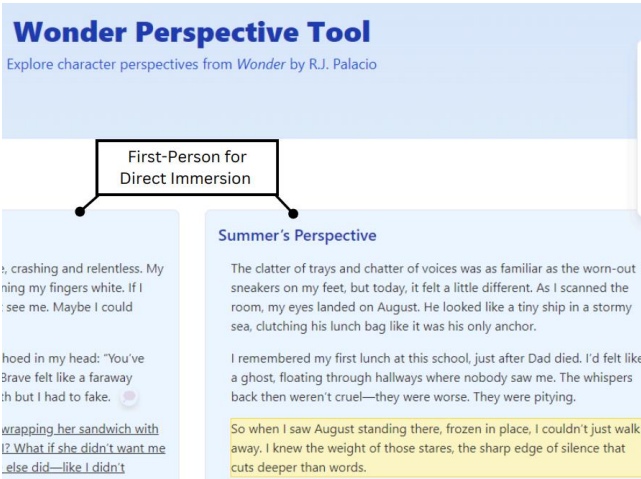 Wonder Perspective Tool
Explore character perspectives from Wonder by R.J. Palacio
First-Person for
Direct Immersion
, crashing and relentless. My
ning my fingers white. If I
see me. Maybe I could
hoed in my head: “You’ve
Brave felt like a faraway
th but I had to fake.
wrapping her sandwich with
? What if she didn’t want me
else did—like I didn’t
Summer’s Perspective
The clatter of trays and chatter of voices was as familiar as the worn-out
sneakers on my feet, but today, it felt a little different. As I scanned the
room, my eyes landed on August. He looked like a tiny ship in a stormy
sea, clutching his lunch bag like it was his only anchor.
I remembered my first lunch at this school, just after Dad died. I’d felt like
a ghost, floating through hallways where nobody saw me. The whispers
back then weren’t cruel—they were worse. They were pitying.
So when I saw August standing there, frozen in place, I couldn’t just walk
away. I knew the weight of those stares, the sharp edge of silence that
cuts deeper than words.